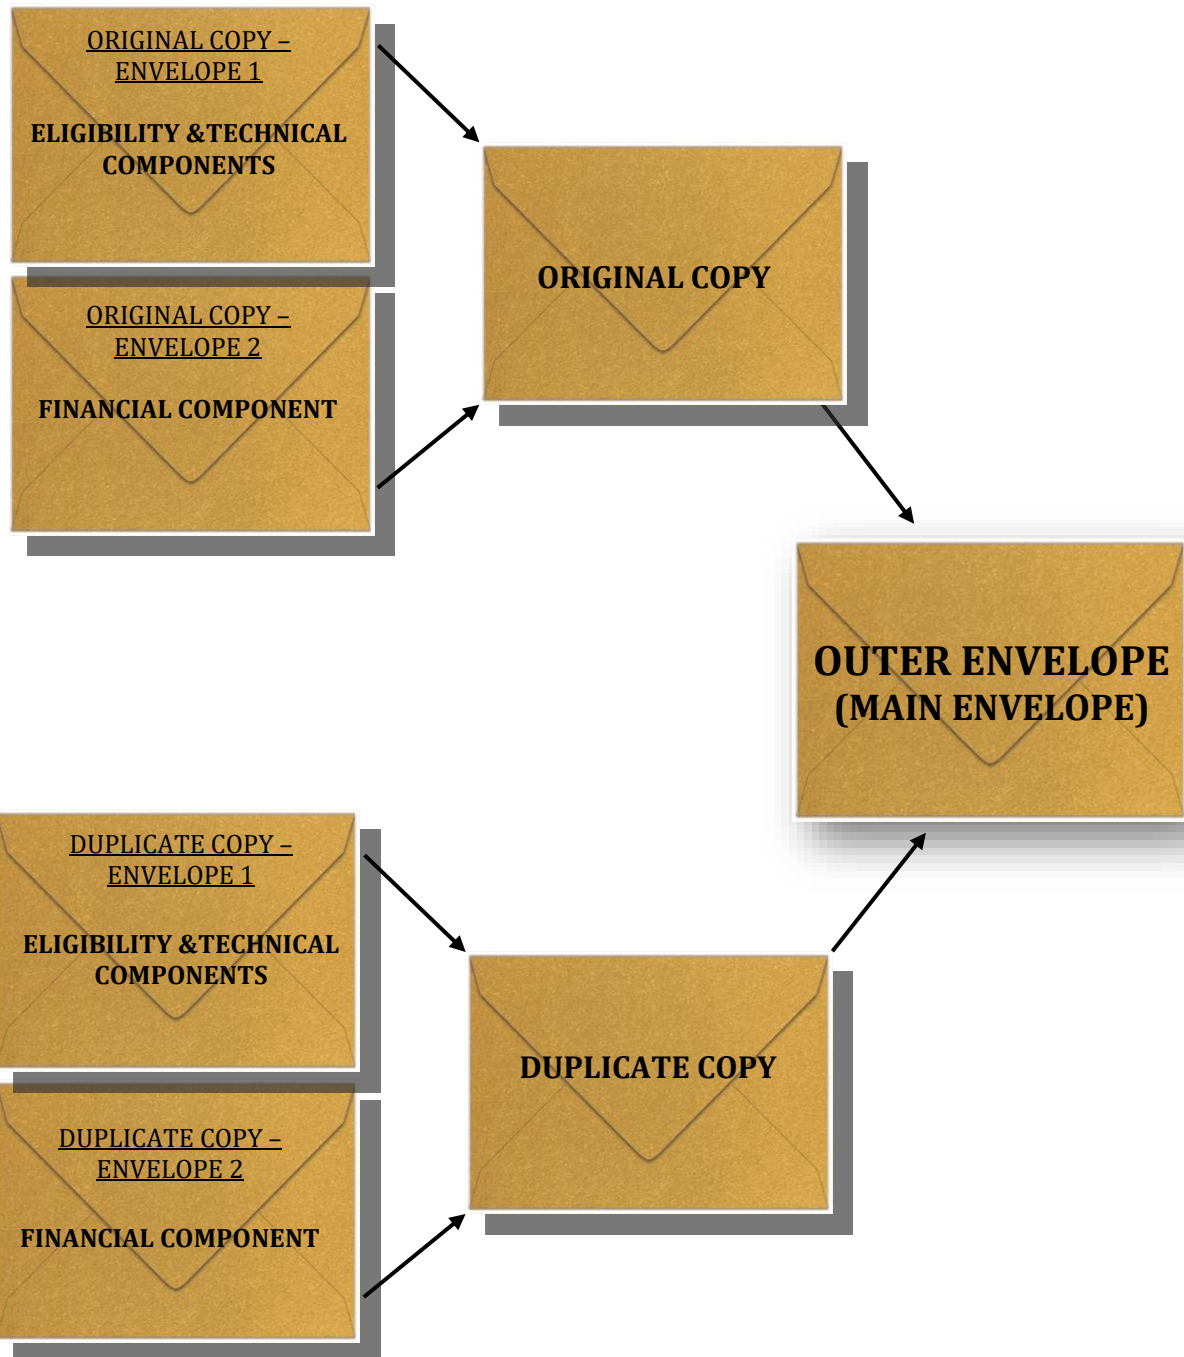 ORIGINAL COPY –
ENVELOPE 1
ELIGIBILITY &TECHNICAL
COMPONENTS
ORIGINAL COPY –
ENVELOPE 2
FINANCIAL COMPONENT
ORIGINAL COPY
OUTER ENVELOPE
(MAIN ENVELOPE)
DUPLICATE COPY –
ENVELOPE 1
ELIGIBILITY &TECHNICAL
COMPONENTS
DUPLICATE COPY –
ENVELOPE 2
FINANCIAL COMPONENT
DUPLICATE COPY